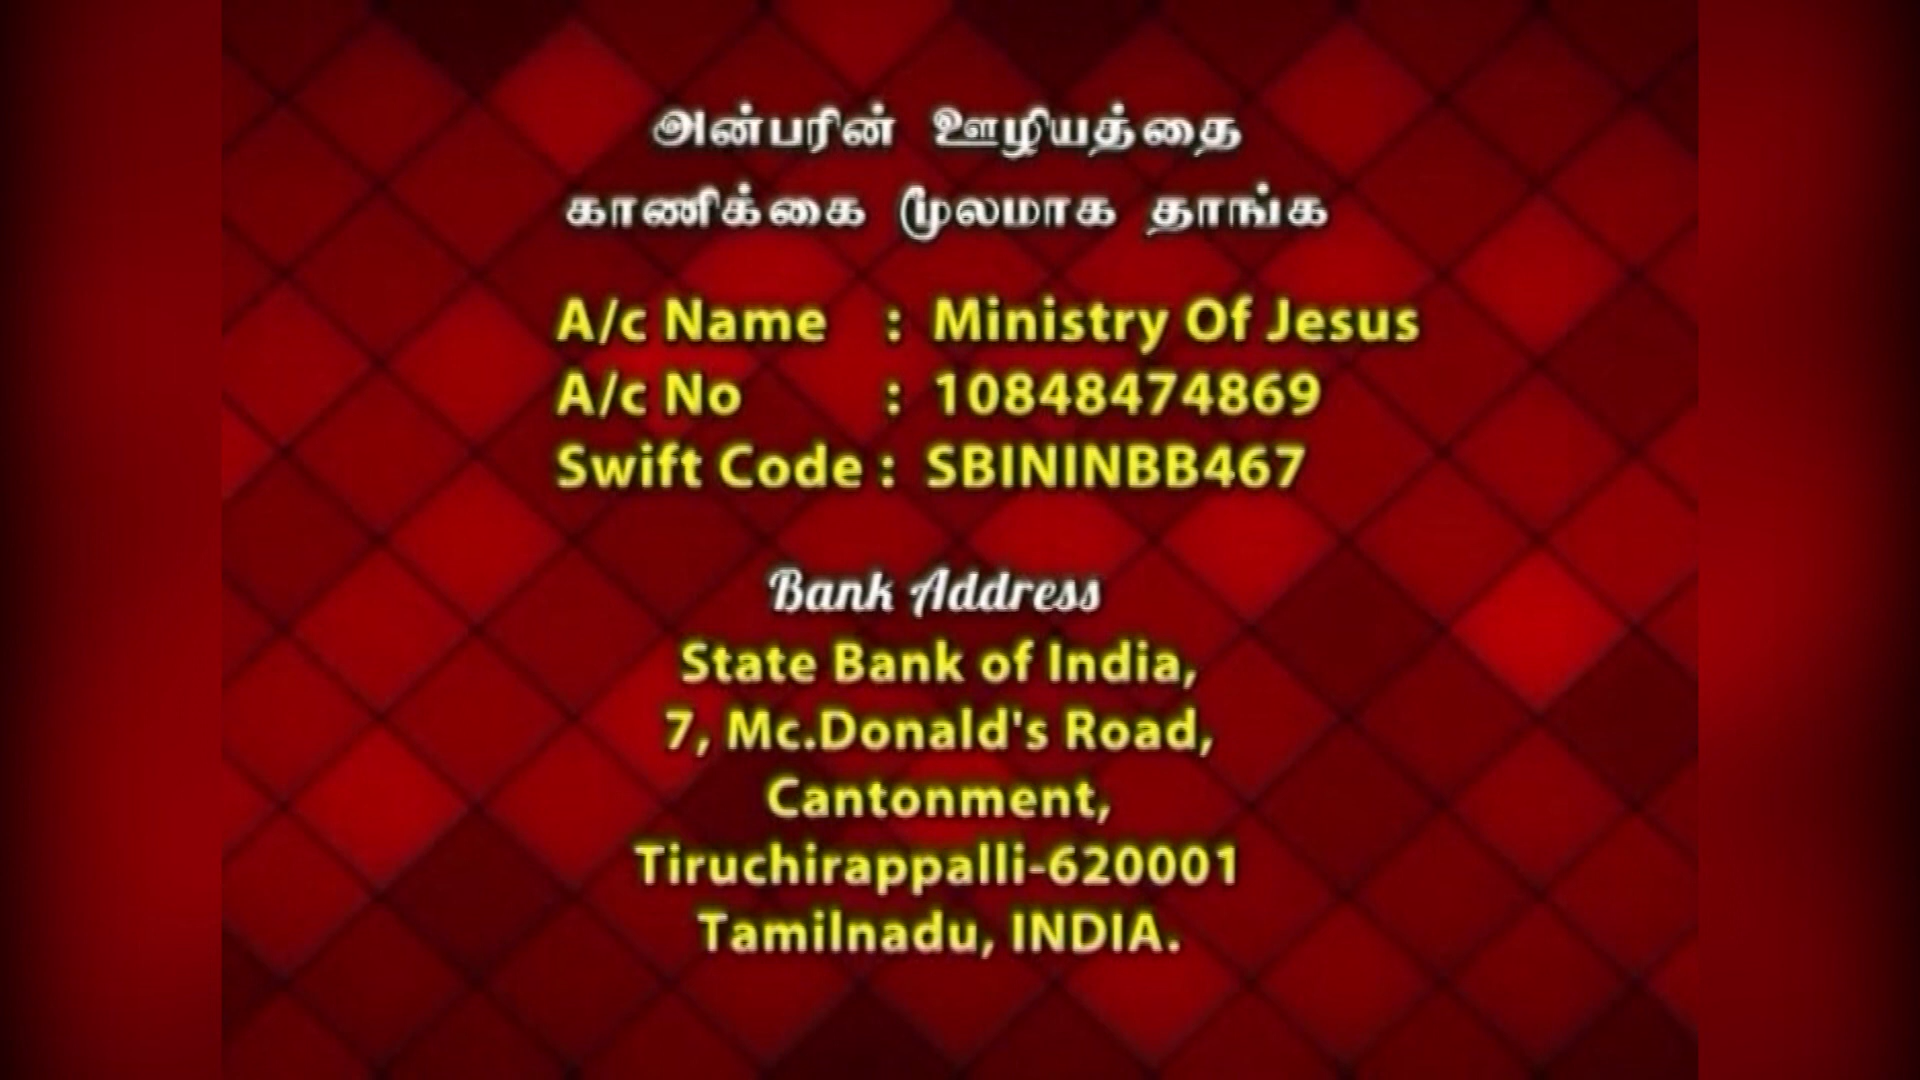 அன்பரின் ஊழியத்தை
காணிக்கை மூலமாக தாங்க
A/c Name : Ministry Of Jesus
A/c No : 10848474869
Swift Code : SBININBB467
Bank Address
State Bank of India,
7, Mc.Donald's Road,
Cantonment,
Tiruchirappalli-620001
Tamilnadu, INDIA.